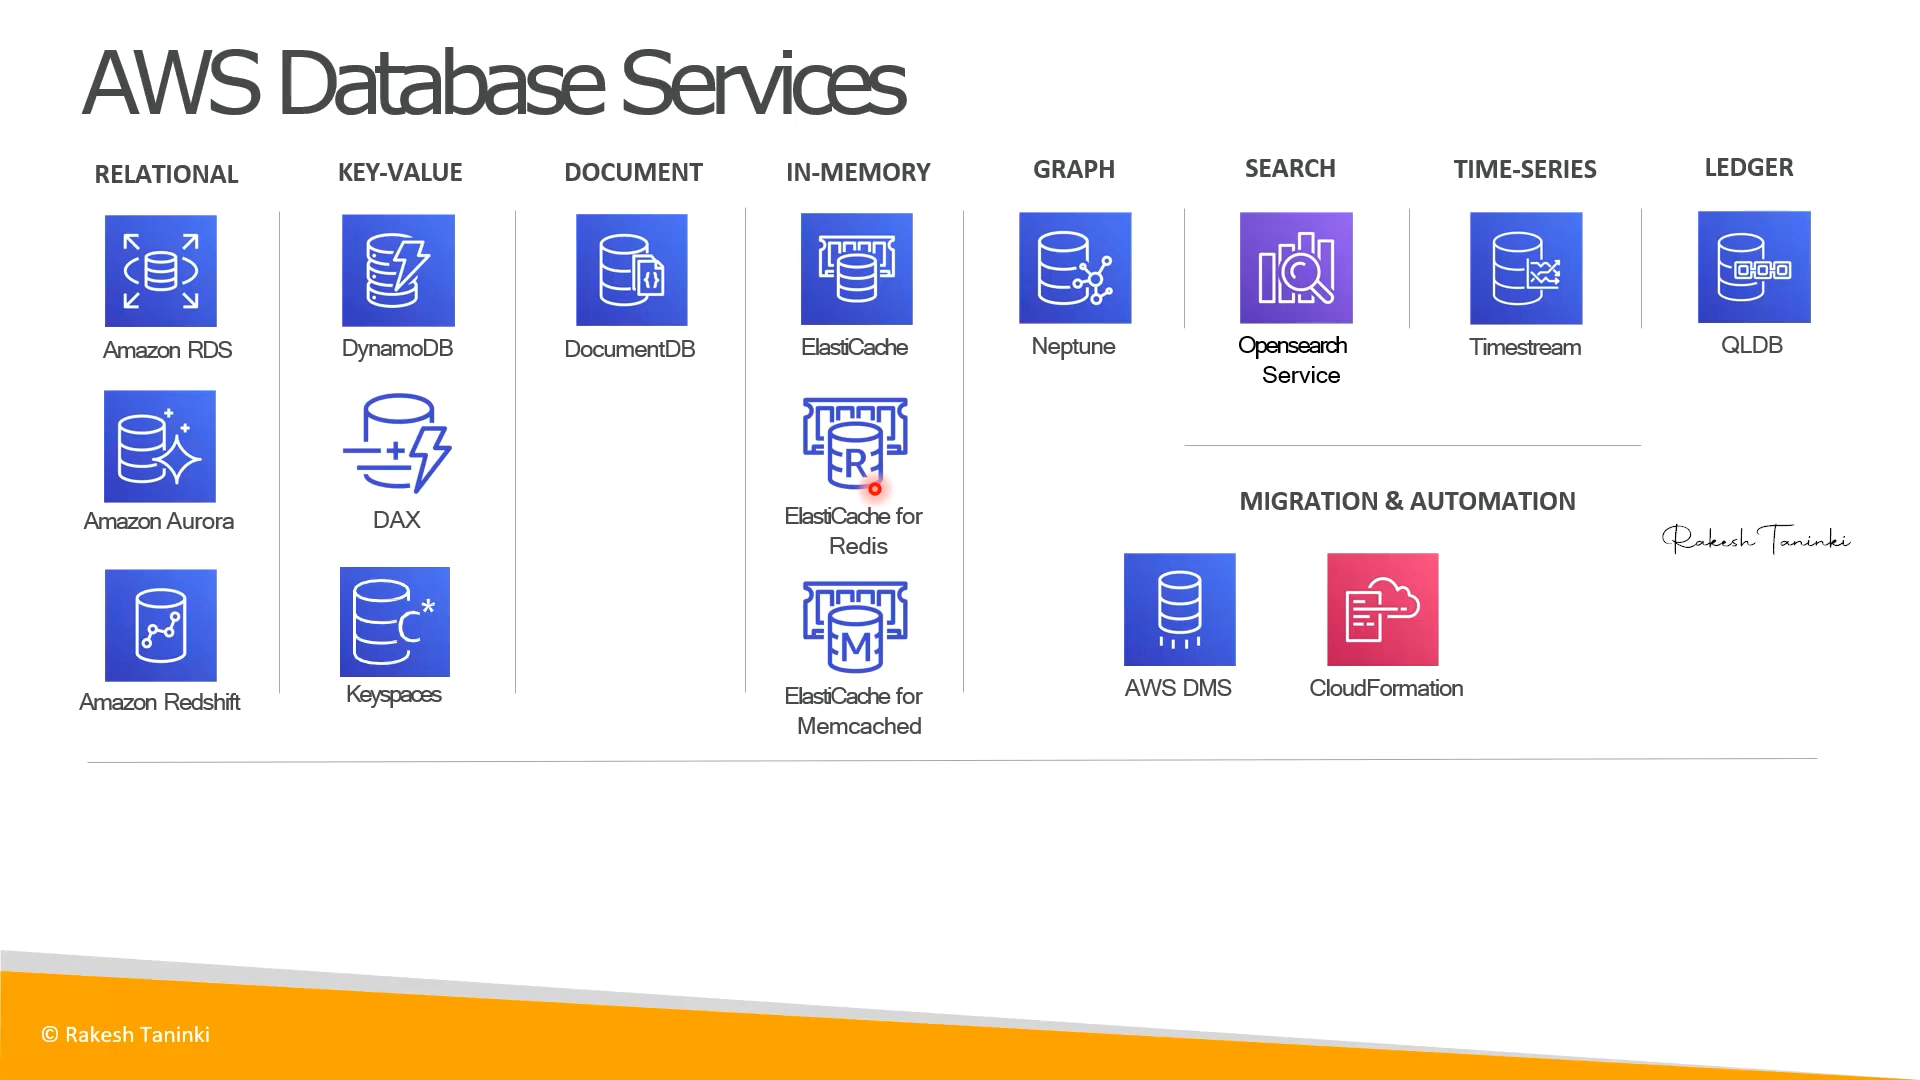 AWS Database Services
RELATIONAL
KEY-VALUE
DOCUMENT
IN-MEMORY
GRAPH
SEARCH
TIME-SERIES
LEDGER
Amazon RDS
DynamoDB
DocumentDB
ElastiCache
Neptune
Opensearch
Service
Timestream
QLDB
R
Amazon Aurora
DAX
ElastiCache for
Redis
MIGRATION & AUTOMATION
Rakesh Taninki
C*
M
Amazon Redshift
Keyspaces
ElastiCache for
Memcached
AWS DMS
CloudFormation
© Rakesh Taninki